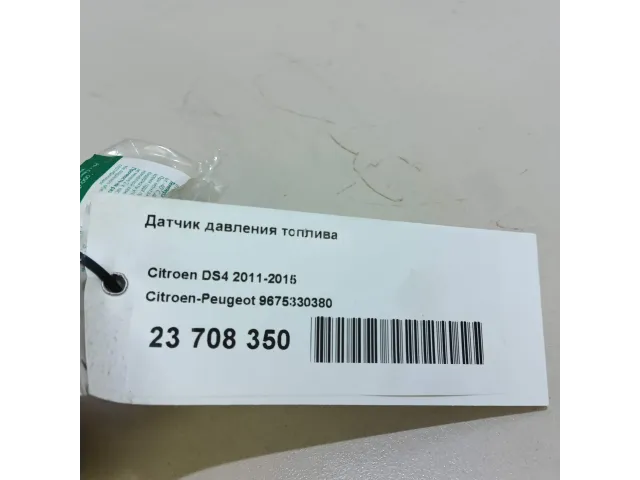 Датчик давления топлива
Citroen DS4 2011-2015
Citroen-Peugeot 9675330380
23 708 350